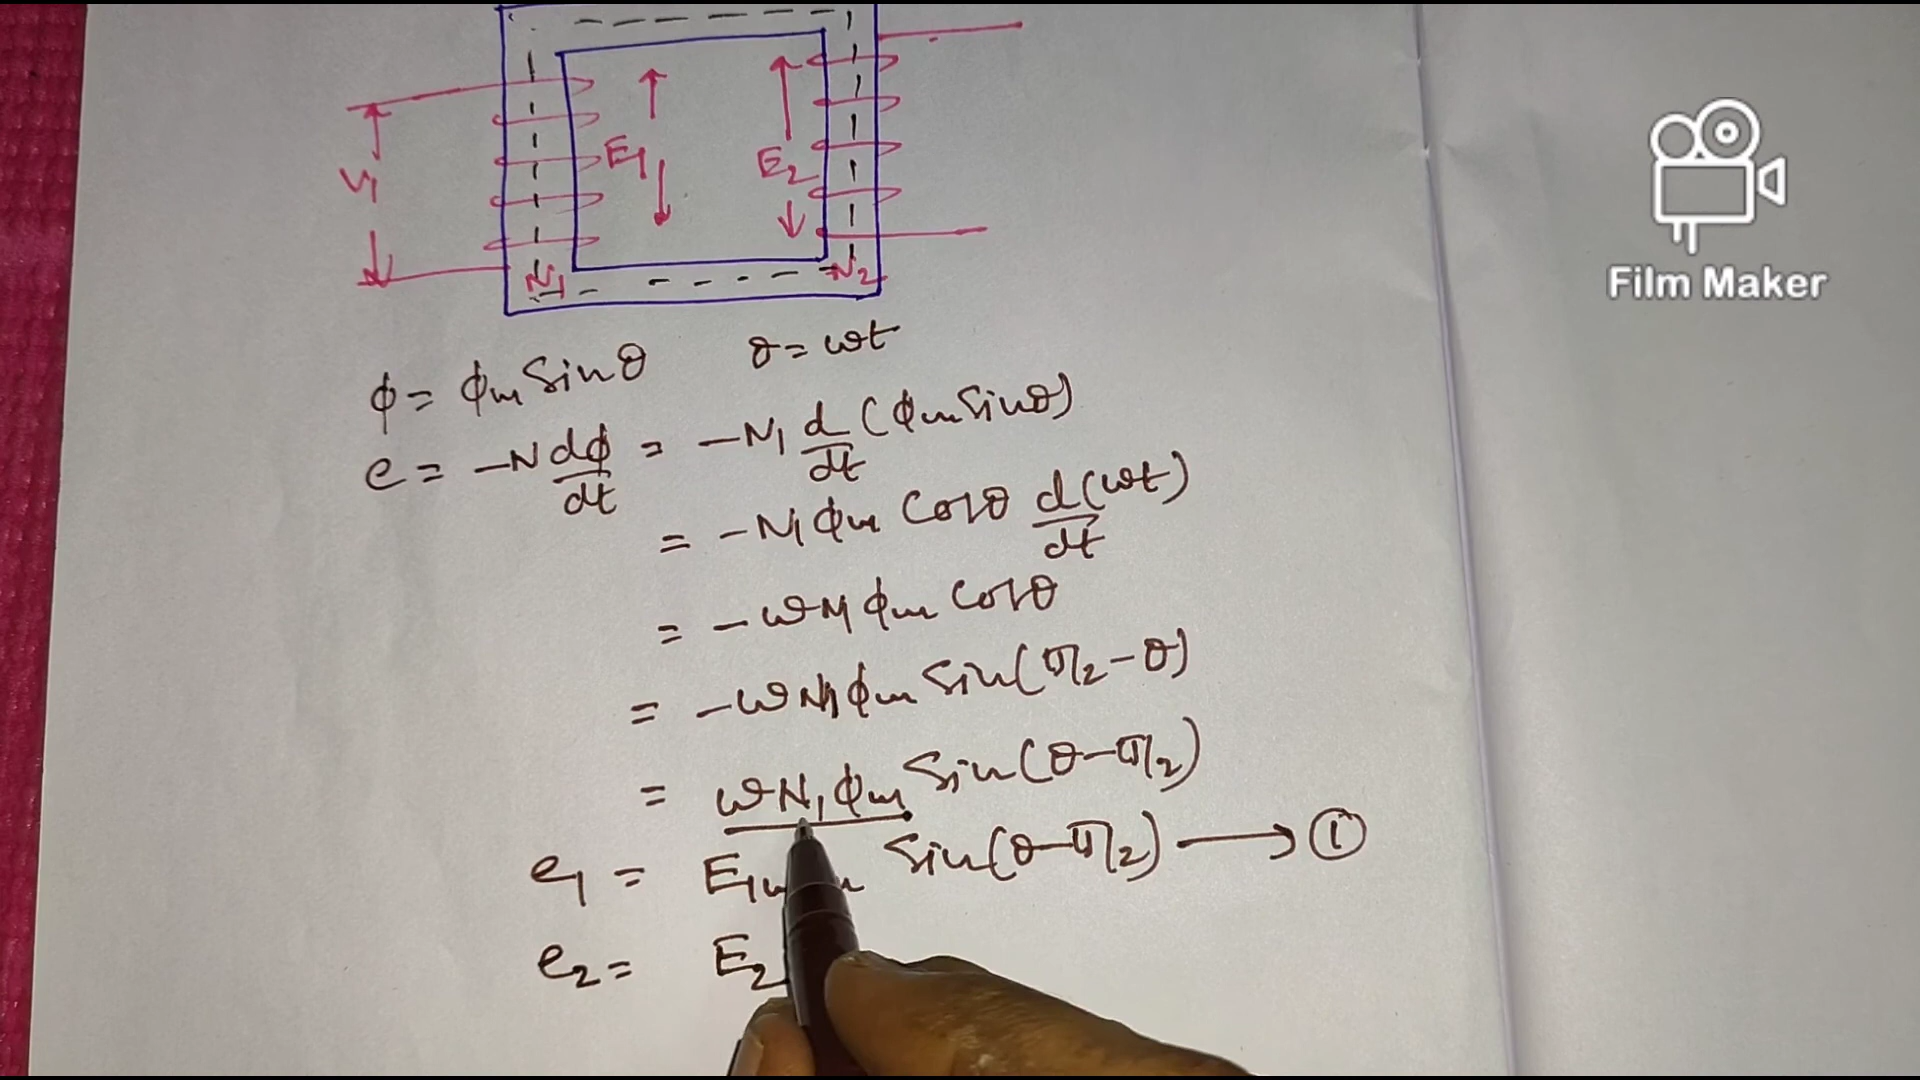 V1
E1
E2
N1
N2
Film Maker
ϕ = ϕm Sinθ θ = ωt
e = -N dϕ/dt = -N1 d/dt (ϕm Sinθ)
= -N1 ϕm Cosθ d(ωt)/dt
= -ωN1 ϕm Cosθ
= -ωN1 ϕm Sin(π/2-θ)
= ωN1 ϕm Sin(θ-π/2)
e1 = Sin(θ-π/2) → ①
e2 = E2